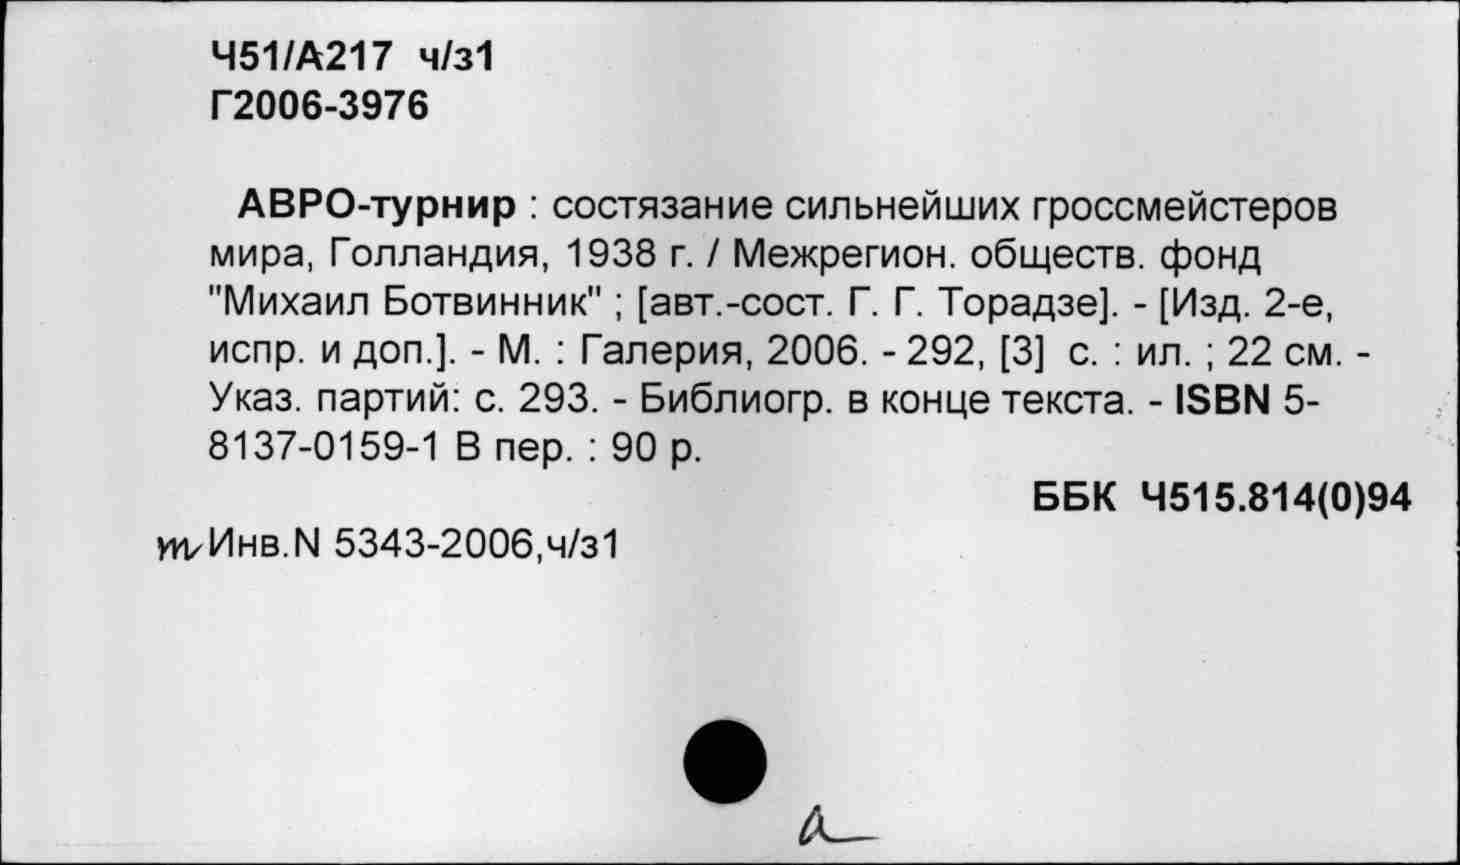 Ч51/А217 ч/з1
Г2006-3976
АВРО-турнир : состязание сильнейших гроссмейстеров
мира, Голландия, 1938 г. / Межрегион. обществ. фонд
"Михаил Ботвинник" ; [авт.-сост. Г. Г. Торадзе]. - [Изд. 2-е,
испр. и доп.]. - М. : Галерия, 2006. - 292, [3] с. : ил. ; 22 см. -
Указ. партий: с. 293. - Библиогр. в конце текста. - ISBN 5-
8137-0159-1 В пер. : 90 р.
ББК Ч515.814(0)94
Инв.N 5343-2006,ч/з1